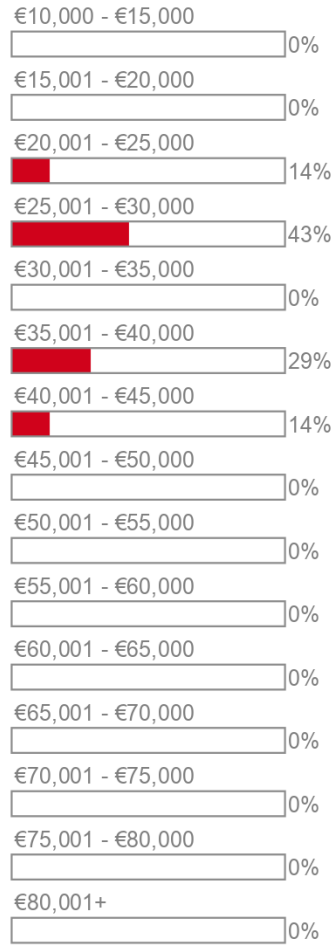 €10,000 - €15,000
0%
€15,001 - €20,000
0%
€20,001 - €25,000
14%
€25,001 - €30,000
43%
€30,001 - €35,000
0%
€35,001 - €40,000
29%
€40,001 - €45,000
14%
€45,001 - €50,000
0%
€50,001 - €55,000
0%
€55,001 - €60,000
0%
€60,001 - €65,000
0%
€65,001 - €70,000
0%
€70,001 - €75,000
0%
€75,001 - €80,000
0%
€80,001+
0%